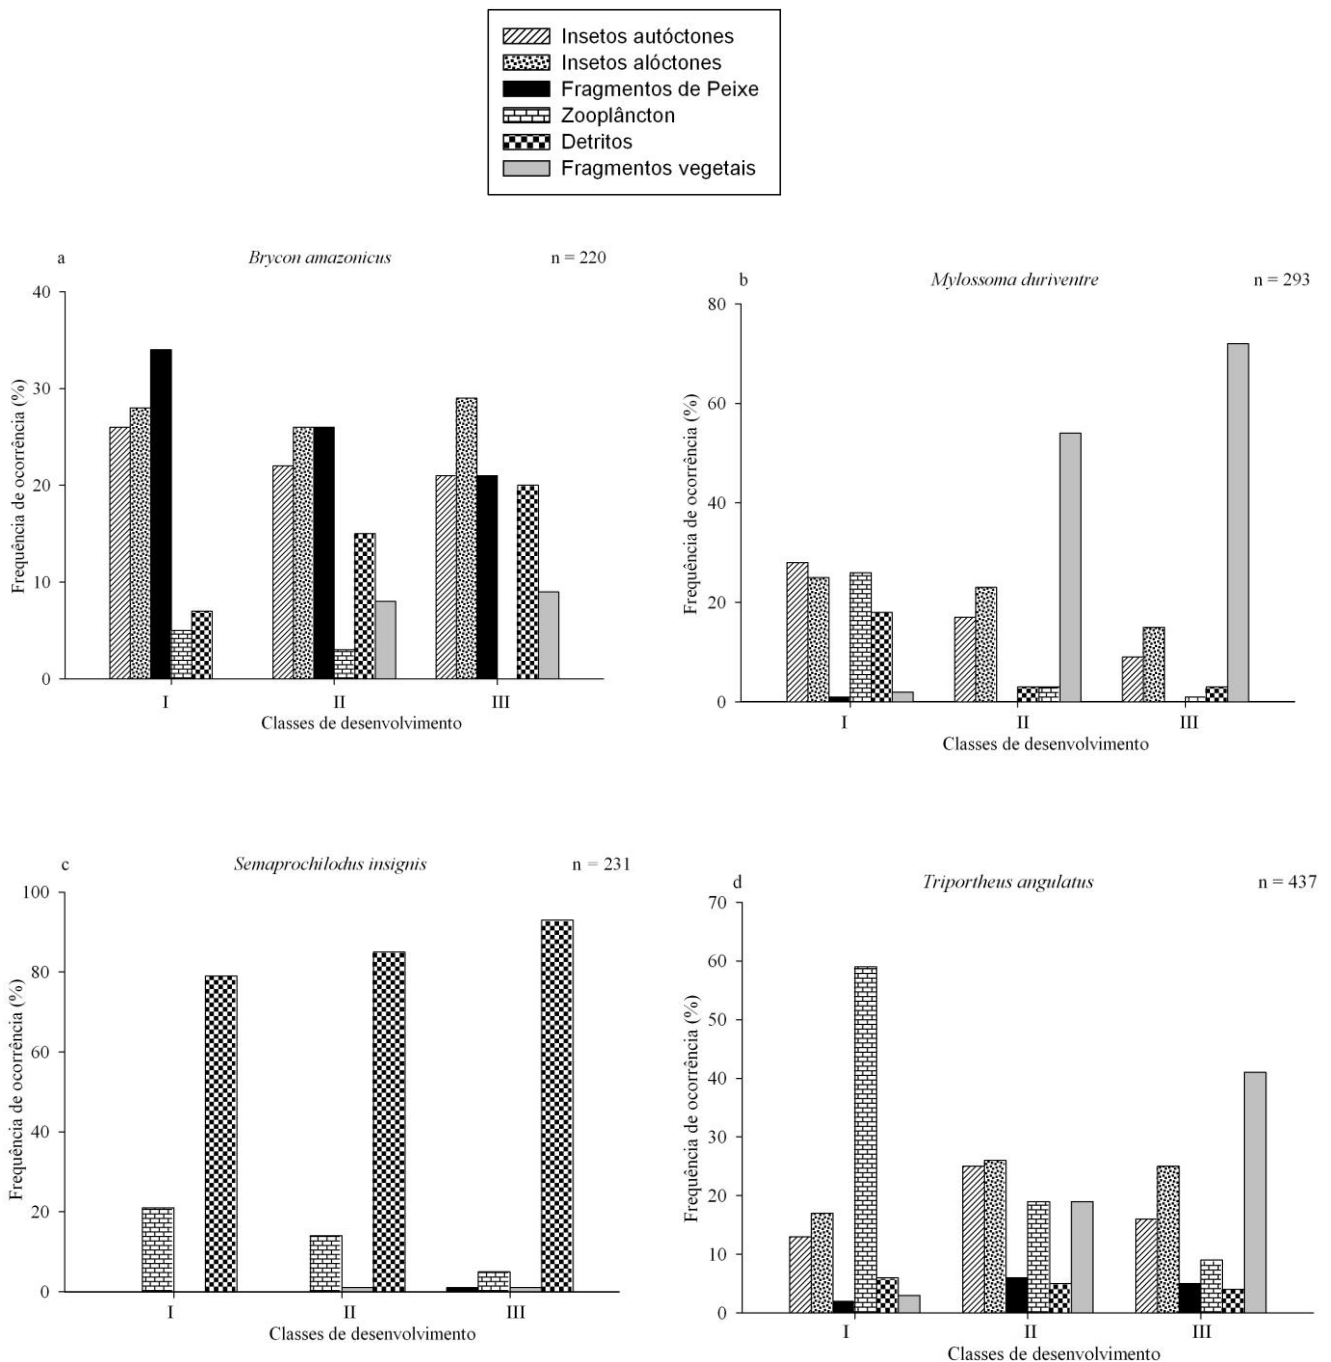 Insetos autóctones
Insetos alóctones
Fragmentos de Peixe
Zooplâncton
Detritos
Fragmentos vegetais
a Brycon amazonicus n = 220
40
30
20
10
0
Frequência de ocorrência (%)
I II III
Classes de desenvolvimento
b Mylossoma duriventre n = 293
80
60
40
20
0
Frequência de ocorrência (%)
I II III
Classes de desenvolvimento
c Semaprochilodus insignis n = 231
100
80
60
40
20
0
Frequência de ocorrência (%)
I II III
Classes de desenvolvimento
d Triportheus angulatus n = 437
70
60
50
40
30
20
10
0
Frequência de ocorrência (%)
I II III
Classes de desenvolvimento